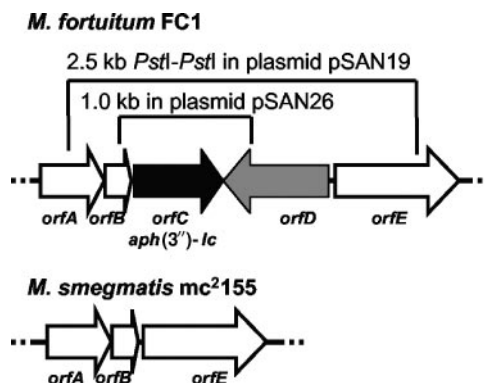 M. fortuitum FC1
2.5 kb PstI-PstI in plasmid pSAN19
1.0 kb in plasmid pSAN26
orfA orfB orfC orfD orfE
aph(3″)-Ic
M. smegmatis mc²155
orfA orfB orfE